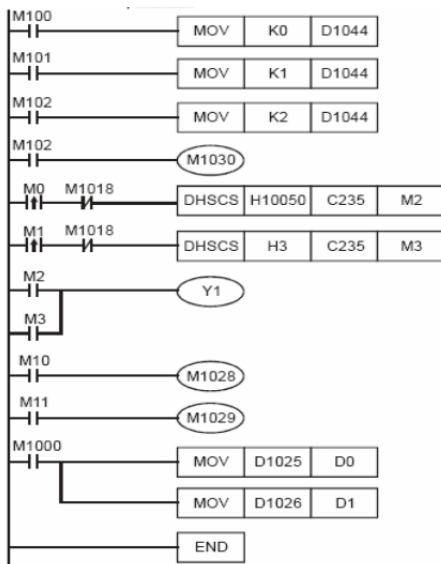 M100
MOV K0 D1044
M101
MOV K1 D1044
M102
MOV K2 D1044
M102
M1030
M0 M1018
DHSCS H10050 C235 M2
M1 M1018
DHSCS H3 C235 M3
M2
Y1
M3
M10
M1028
M11
M1029
M1000
MOV D1025 D0
MOV D1026 D1
END